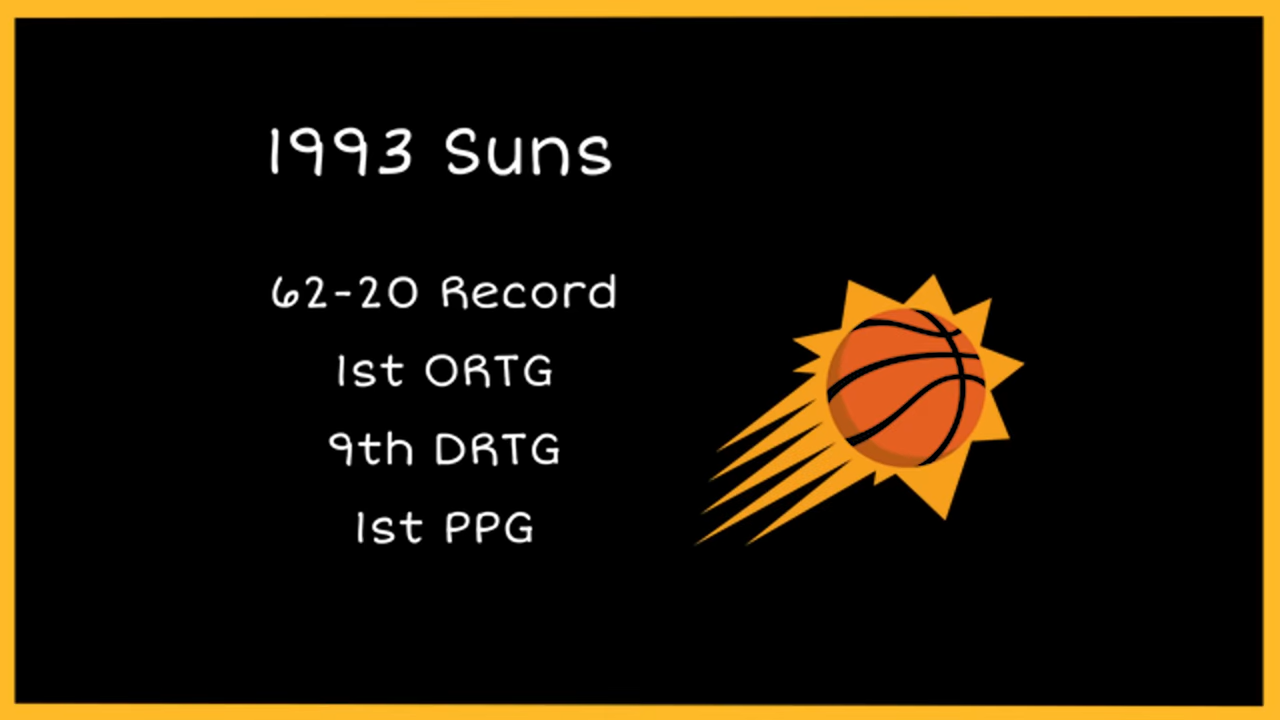 1993 Suns
62-20 Record
1st ORTG
9th DRTG
1st PPG